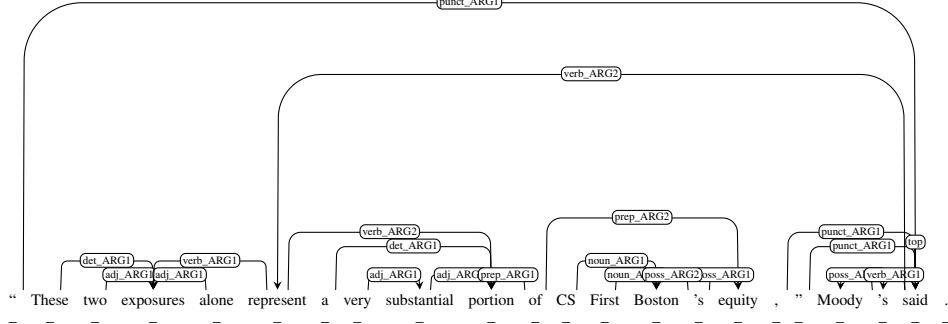 punct_ARG1
verb_ARG2
prep_ARG2
verb_ARG2 punct_ARG1
det_ARG1 punct_ARG1 top
det_ARG1 verb_ARG1 noun_ARG1
adj_ARG1 adj_ARG1 adj_ARG1 prep_ARG1 poss_ARG2 verb_ARG1
“ These two exposures alone represent a very substantial portion of CS First Boston ’s equity , ” Moody ’s said .